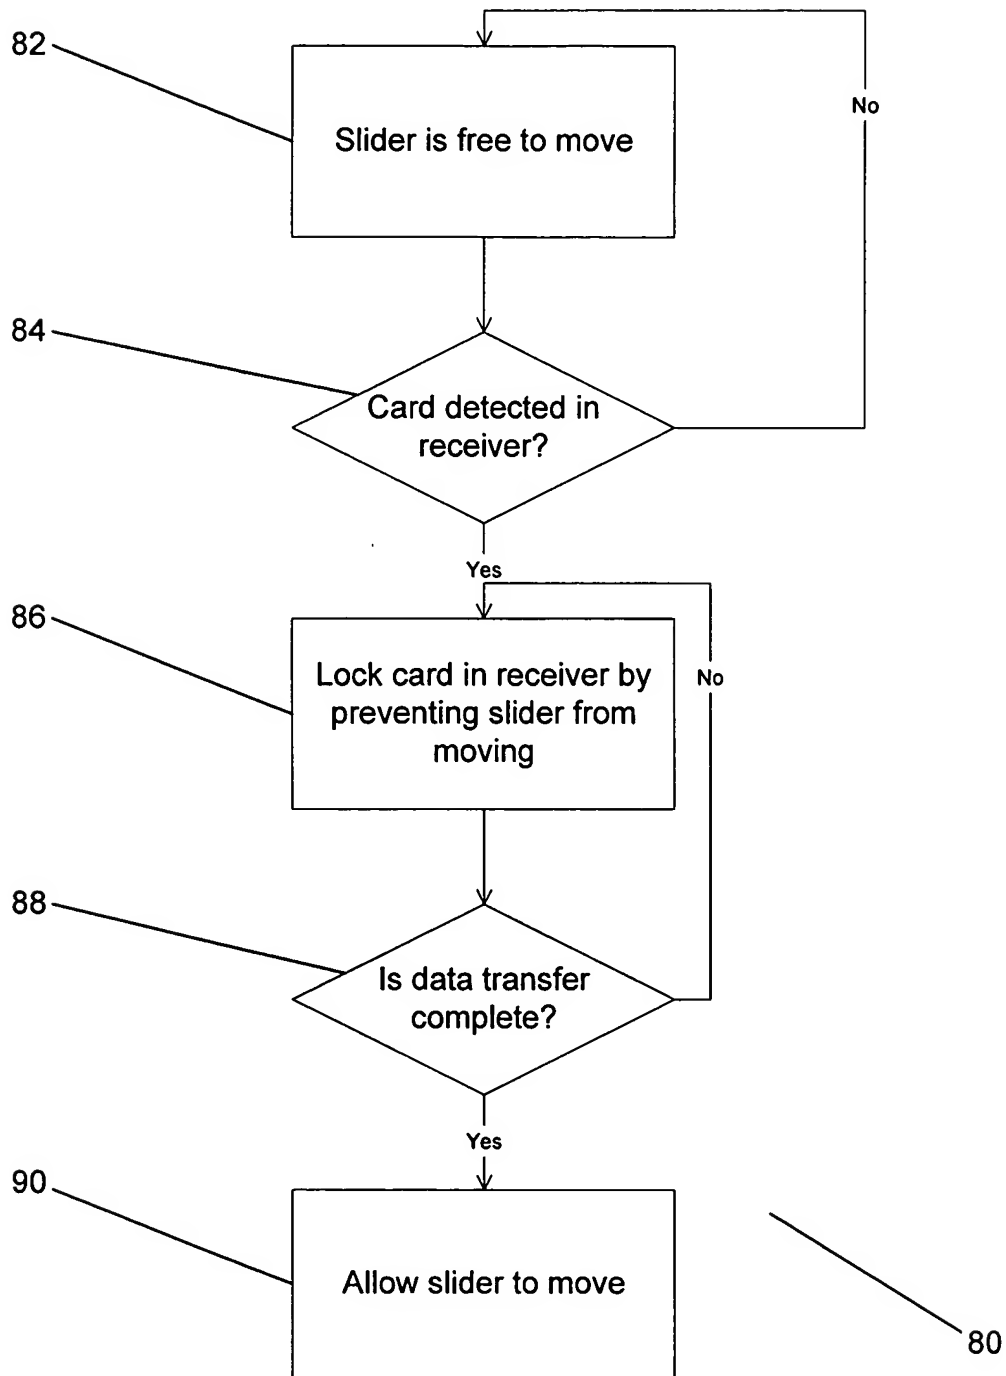 82
Slider is free to move
No
84
Card detected in
receiver?
Yes
86
Lock card in receiver by
preventing slider from
moving
No
88
Is data transfer
complete?
Yes
90
Allow slider to move
80